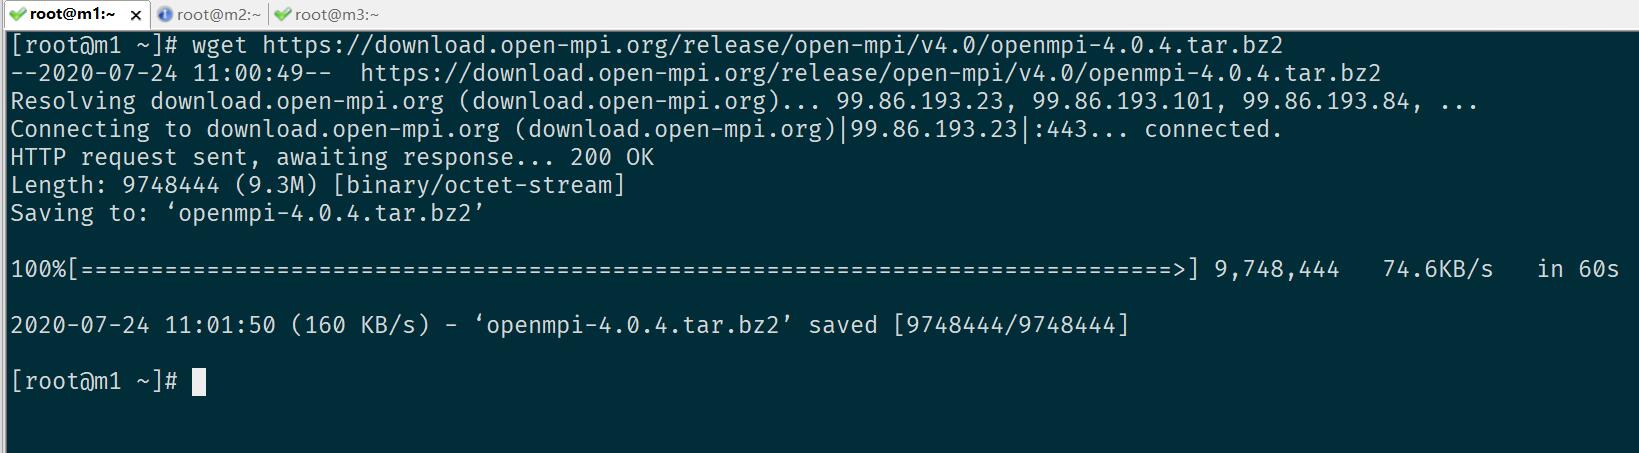 root@m1:~ × root@m2:~ root@m3:~
[root@m1 ~]# wget https://download.open-mpi.org/release/open-mpi/v4.0/openmpi-4.0.4.tar.bz2
--2020-07-24 11:00:49--  https://download.open-mpi.org/release/open-mpi/v4.0/openmpi-4.0.4.tar.bz2
Resolving download.open-mpi.org (download.open-mpi.org)... 99.86.193.23, 99.86.193.101, 99.86.193.84, ...
Connecting to download.open-mpi.org (download.open-mpi.org)|99.86.193.23|:443... connected.
HTTP request sent, awaiting response... 200 OK
Length: 9748444 (9.3M) [binary/octet-stream]
Saving to: ‘openmpi-4.0.4.tar.bz2’
100%[==============================================================================>] 9,748,444   74.6KB/s   in 60s
2020-07-24 11:01:50 (160 KB/s) - ‘openmpi-4.0.4.tar.bz2’ saved [9748444/9748444]
[root@m1 ~]#